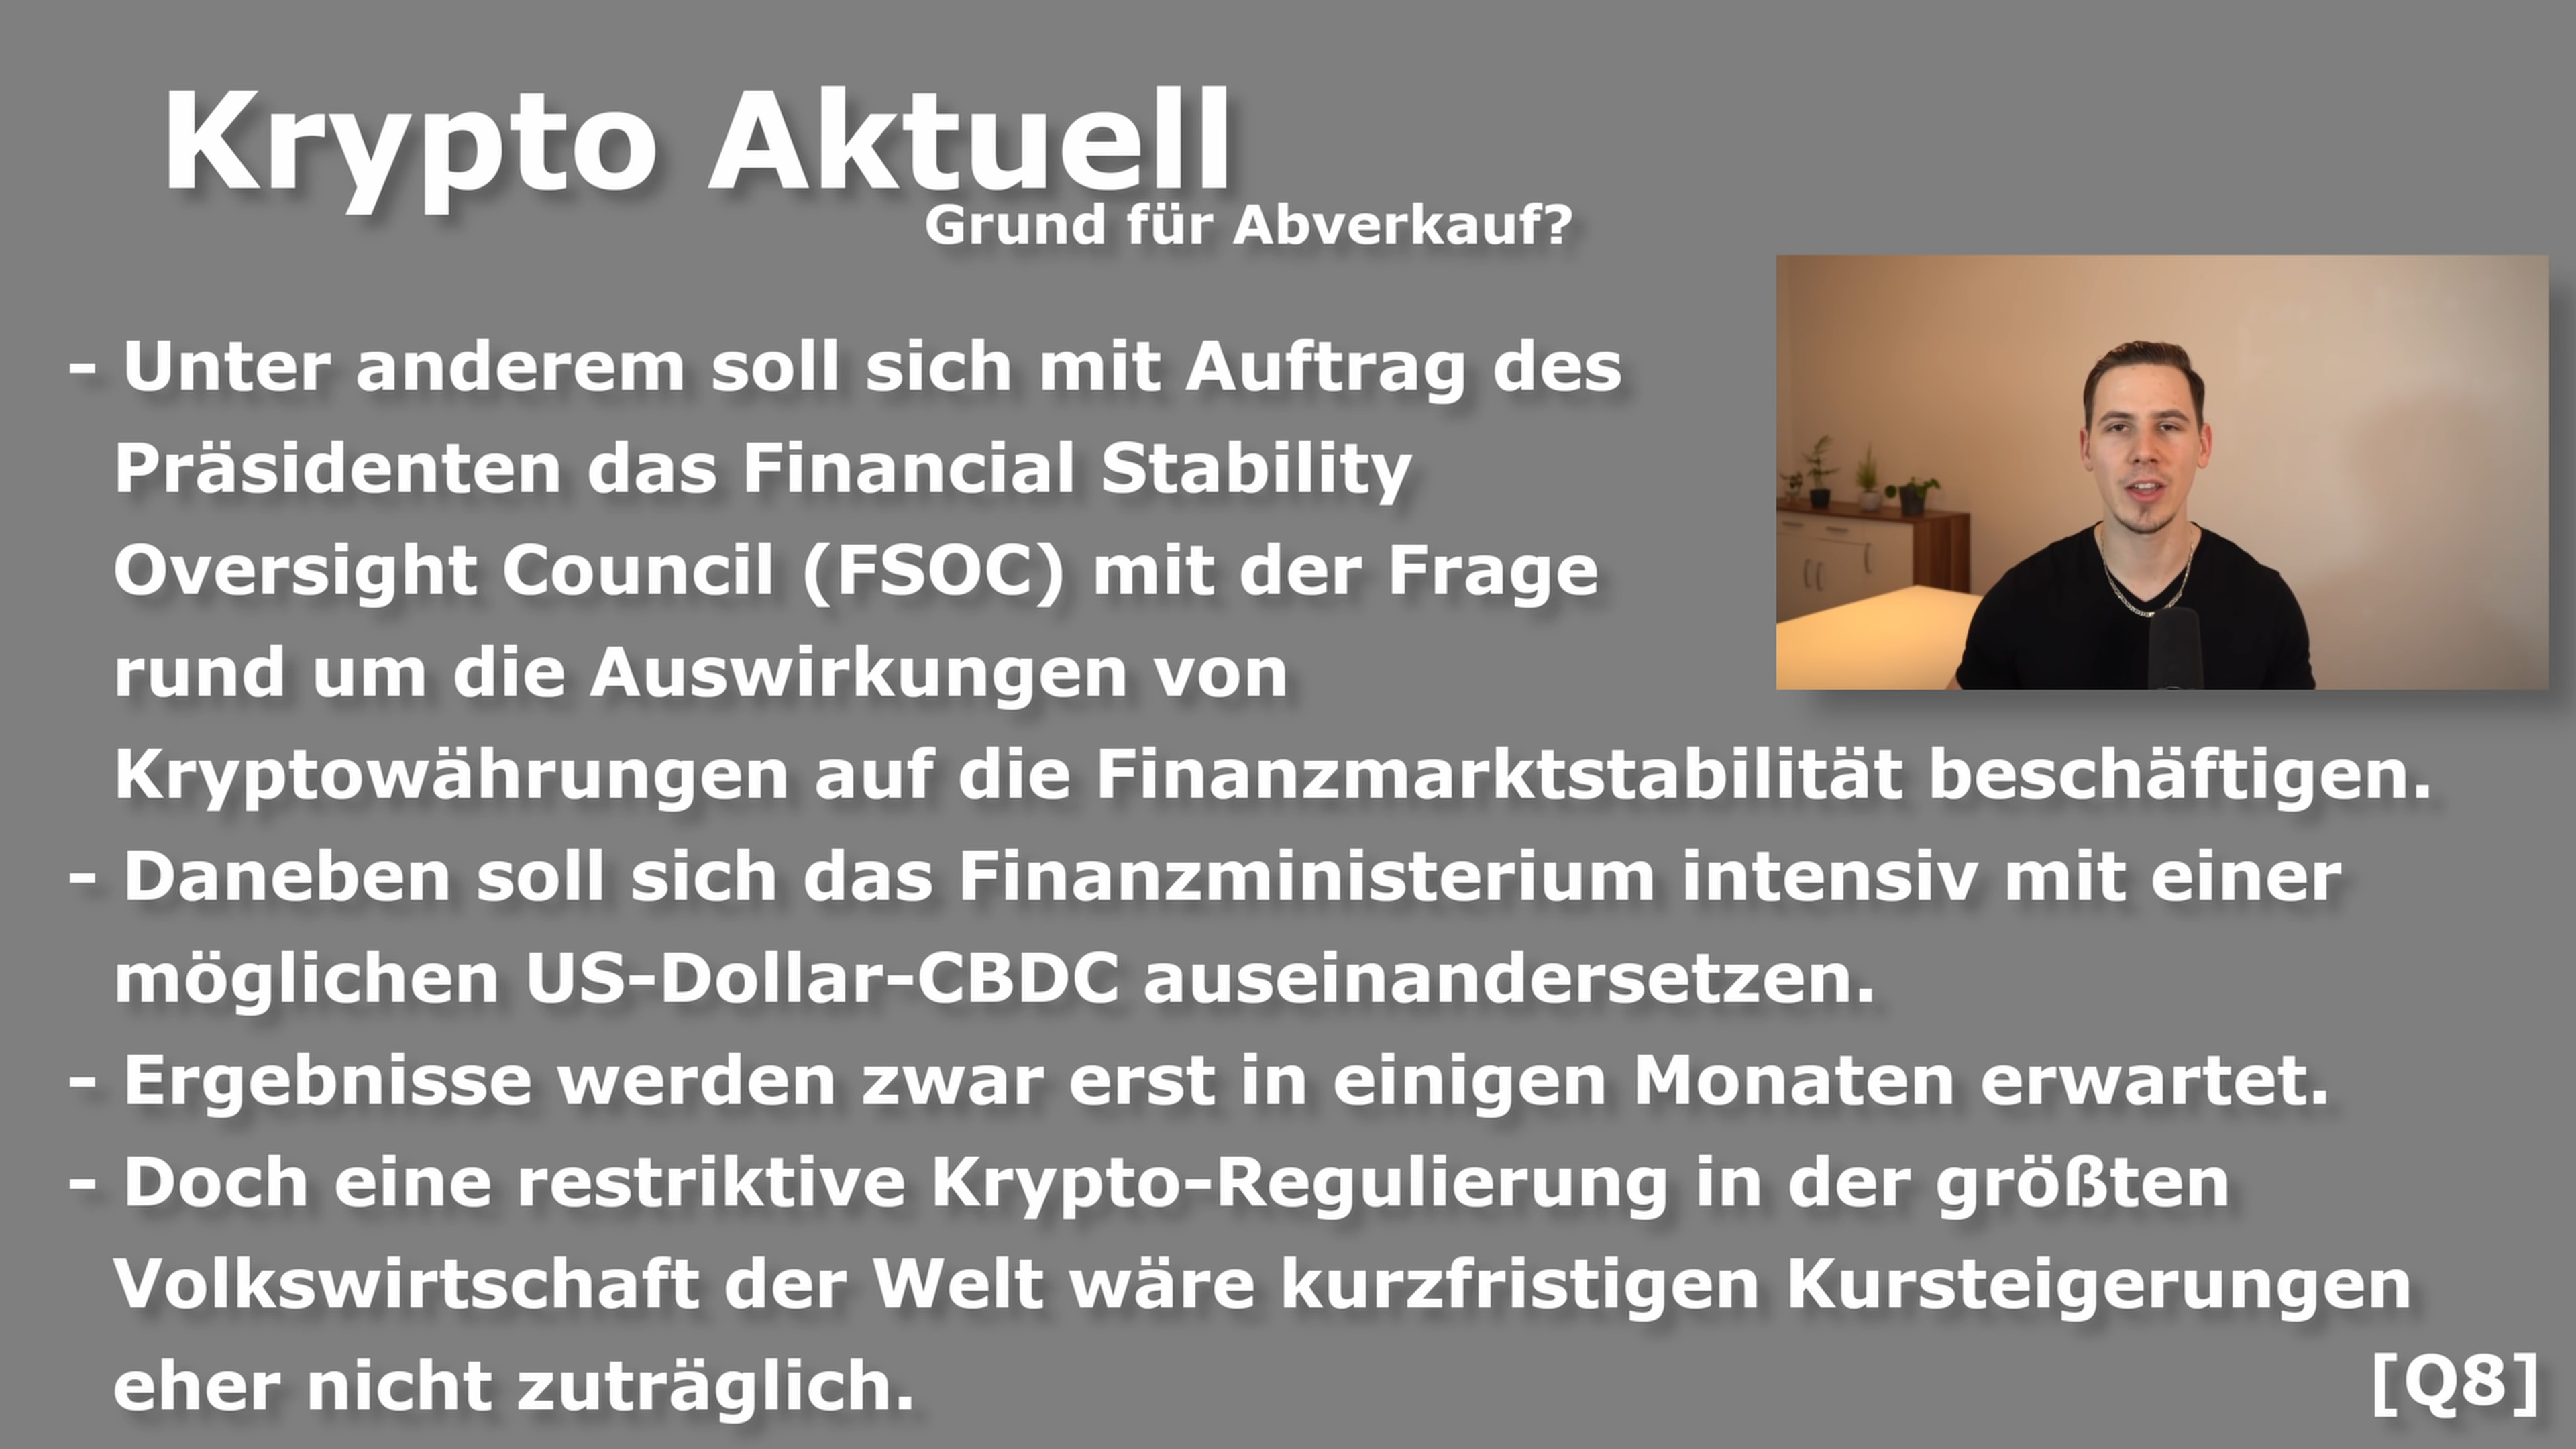 Krypto Aktuell
Grund für Abverkauf?
- Unter anderem soll sich mit Auftrag des
Präsidenten das Financial Stability
Oversight Council (FSOC) mit der Frage
rund um die Auswirkungen von
Kryptowährungen auf die Finanzmarktstabilität beschäftigen.
- Daneben soll sich das Finanzministerium intensiv mit einer
möglichen US-Dollar-CBDC auseinandersetzen.
- Ergebnisse werden zwar erst in einigen Monaten erwartet.
- Doch eine restriktive Krypto-Regulierung in der größten
Volkswirtschaft der Welt wäre kurzfristigen Kursteigerungen
eher nicht zuträglich.
[Q8]